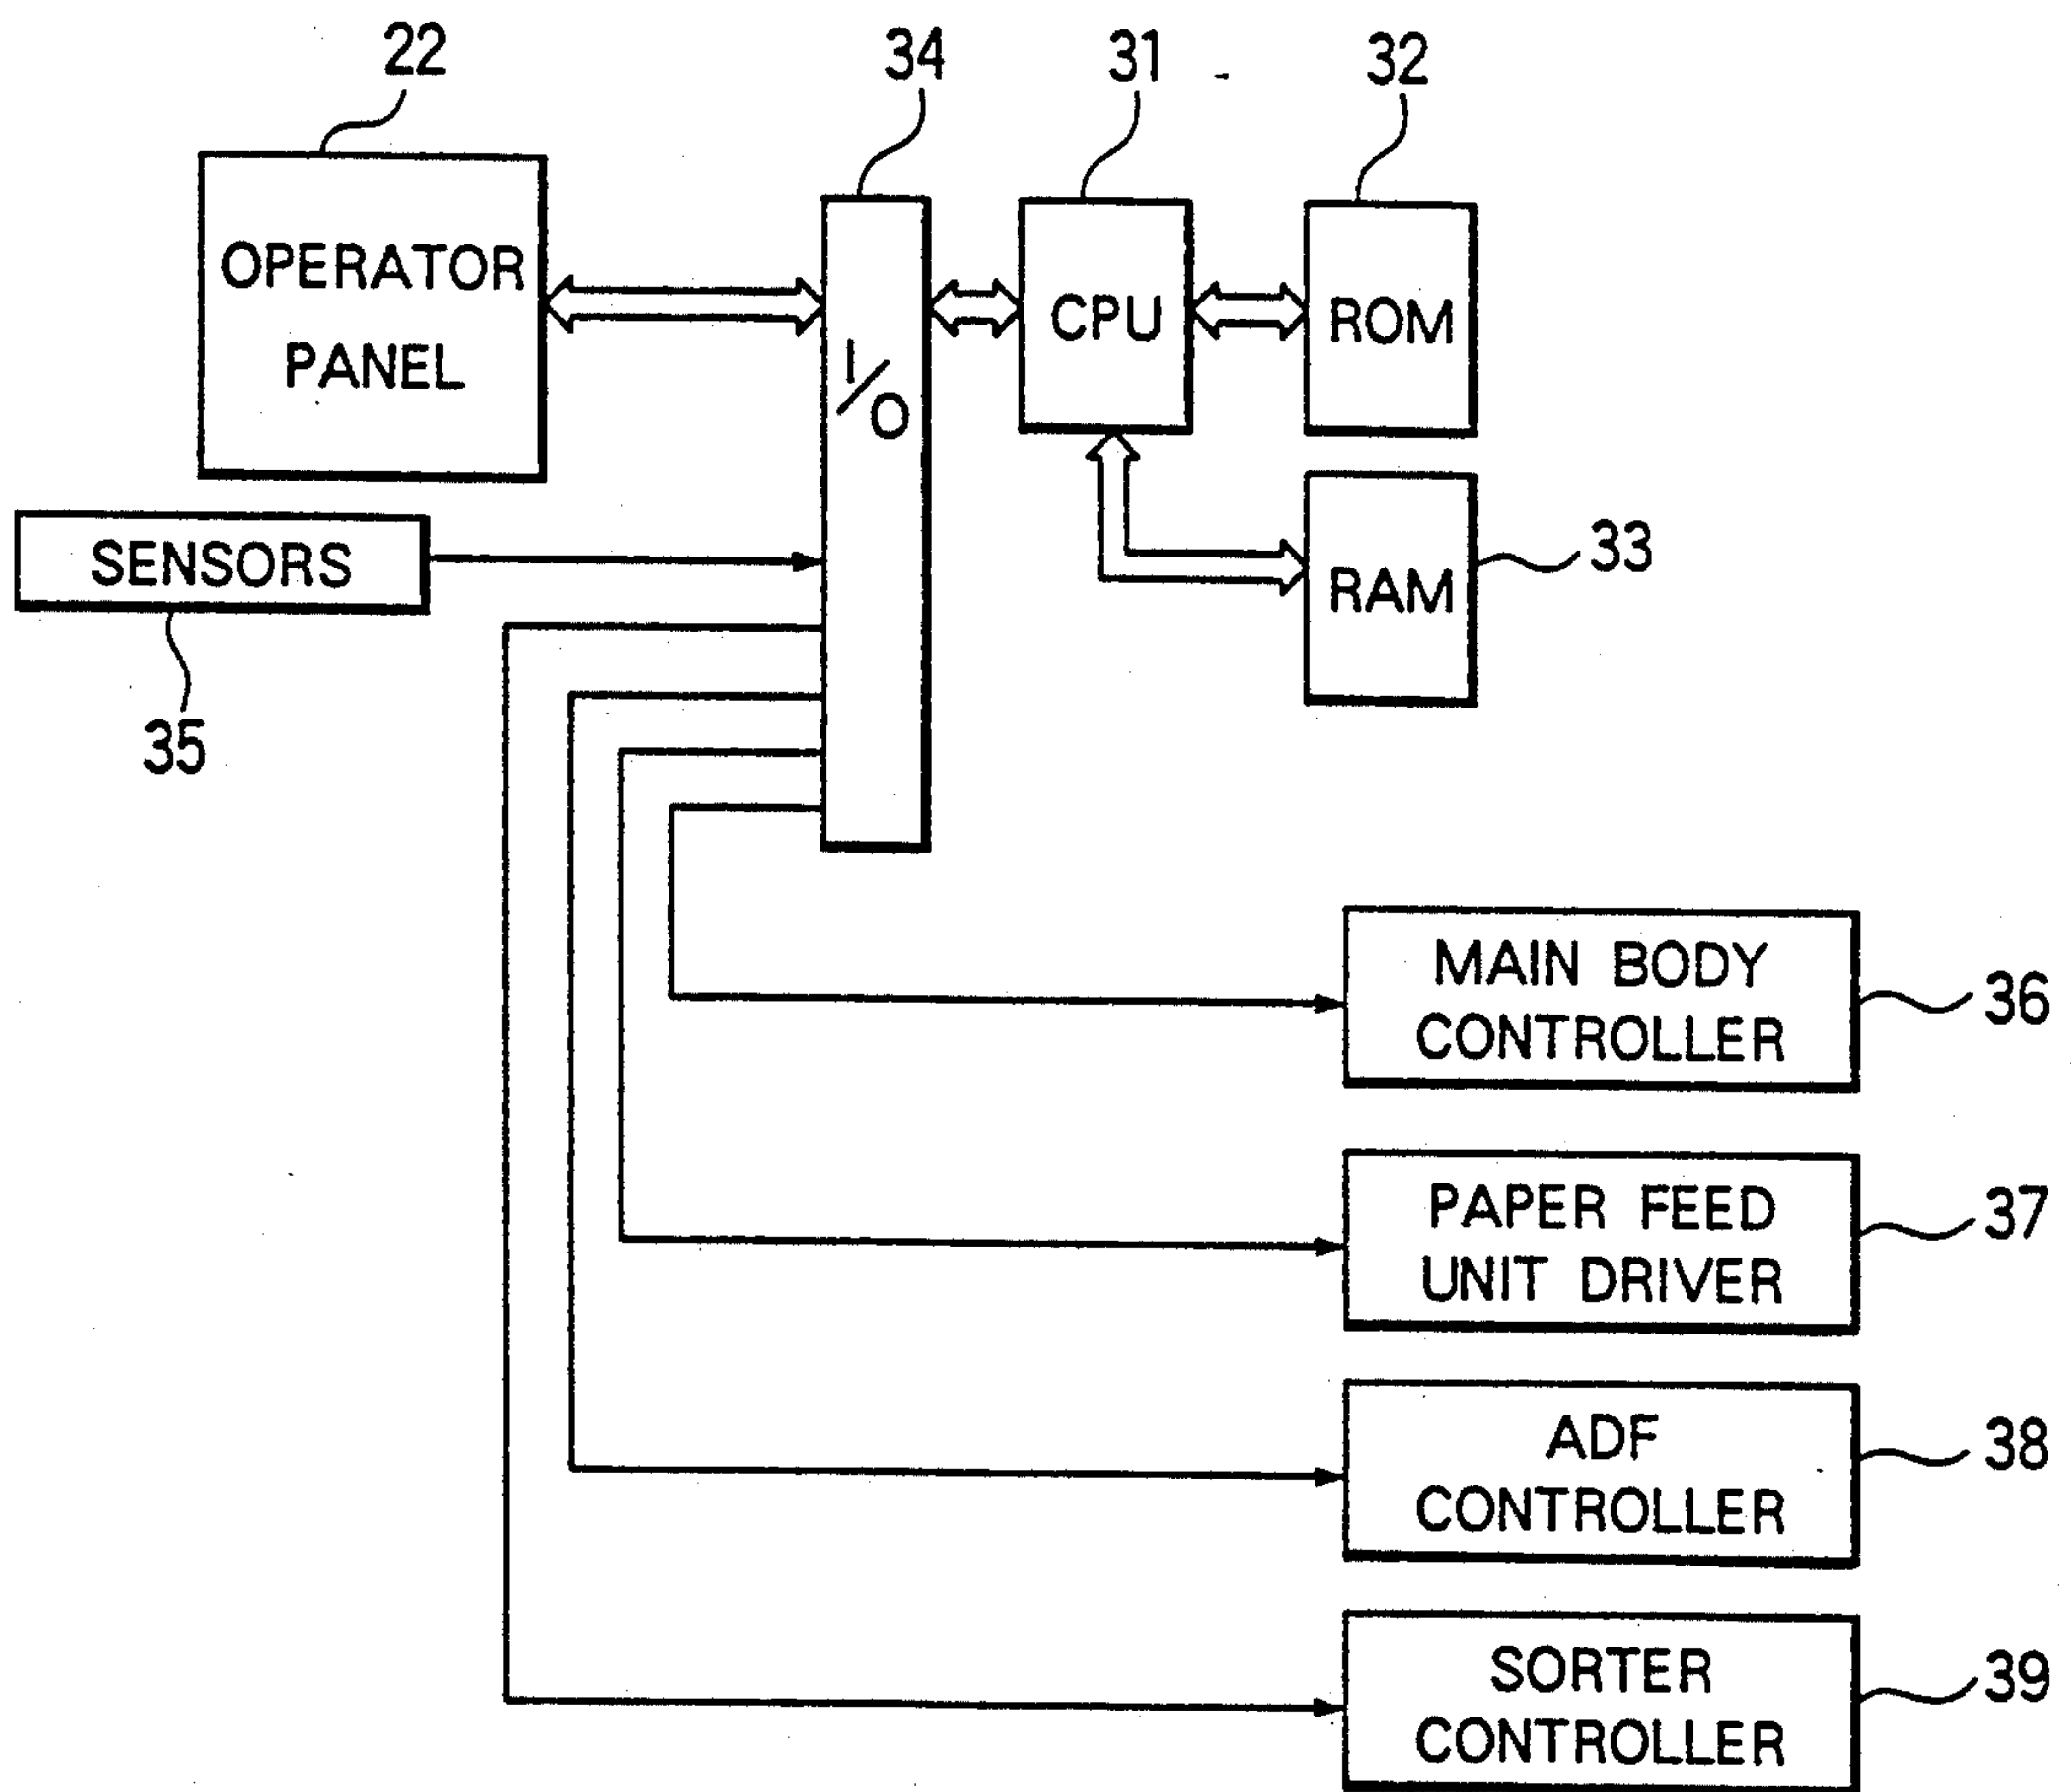 22
34
31
32
OPERATOR
PANEL
I/O
CPU
ROM
SENSORS
RAM
33
35
MAIN BODY
CONTROLLER
36
PAPER FEED
UNIT DRIVER
37
ADF
CONTROLLER
38
SORTER
CONTROLLER
39